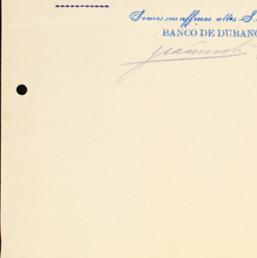 Somos sus affmos attos S.
BANCO DE DURANG